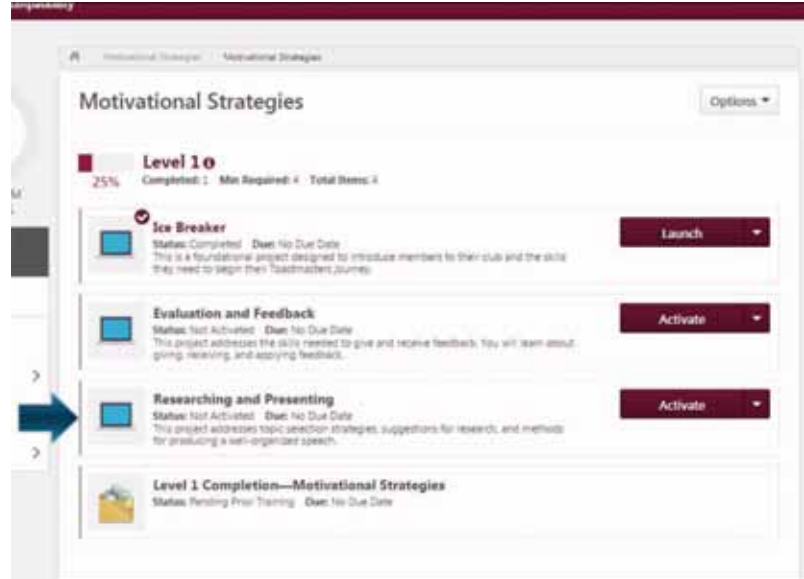 Motivational Strategies / Motivational Strategies
Motivational Strategies
Options
Level 1
25% Completed: 1 Min Required: 4 Total Items: 4
Ice Breaker
Status: Completed Due: No Due Date
This is a foundational project designed to introduce members to their club and the skills
they need to begin their Toastmasters journey.
Launch
Evaluation and Feedback
Status: Not Activated Due: No Due Date
This project addresses the skills needed to give and receive feedback. You will learn about
giving, receiving, and applying feedback.
Activate
Researching and Presenting
Status: Not Activated Due: No Due Date
This project addresses topic selection strategies, suggestions for research, and methods
for producing a well-organized speech.
Activate
Level 1 Completion—Motivational Strategies
Status: Pending Prior Training Due: No Due Date